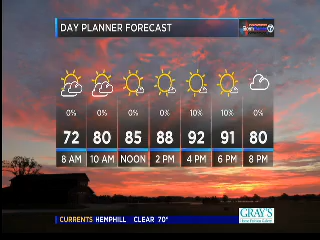 DAY PLANNER FORECAST
7
0% 0% 0% 0% 10% 10% 0%
72 80 85 88 92 91 80
8 AM 10 AM NOON 2 PM 4 PM 6 PM 8 PM
CURRENTS HEMPHILL CLEAR 70°
GRAY'S